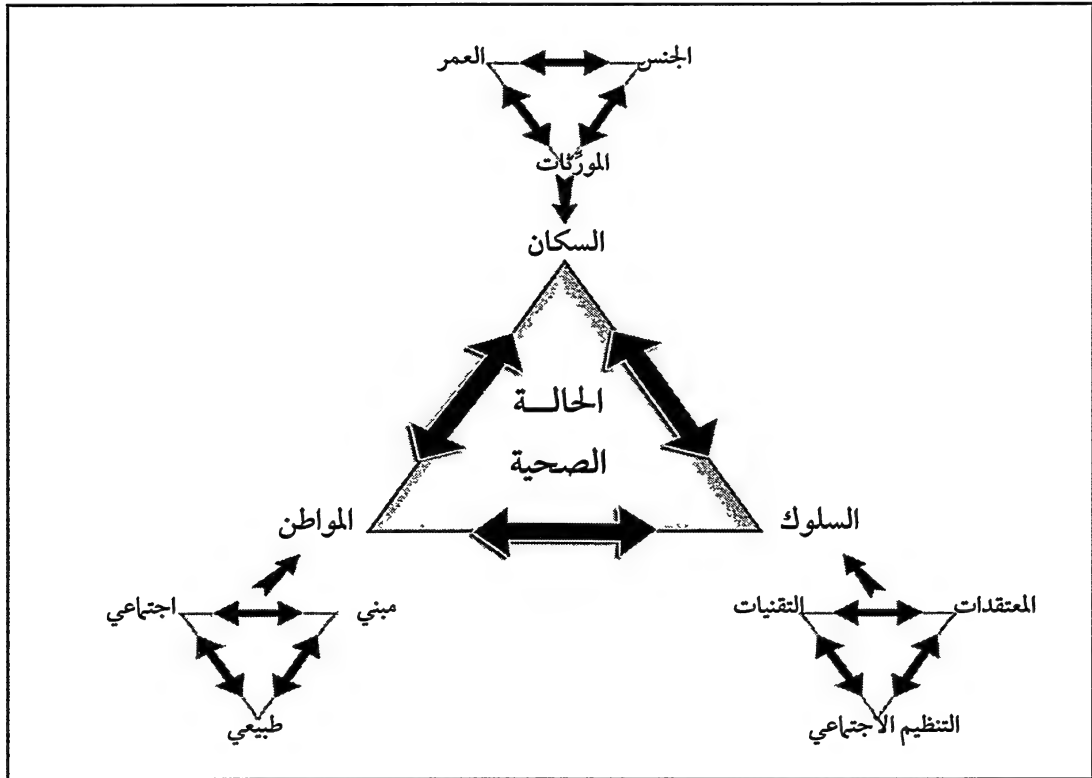 الجنس العمر
المورِّثات
السكان
الحالـــة
الصحية
السلوك المواطن
المعتقدات التقنيات مبني اجتماعي
التنظيم الاجتماعي طبيعي